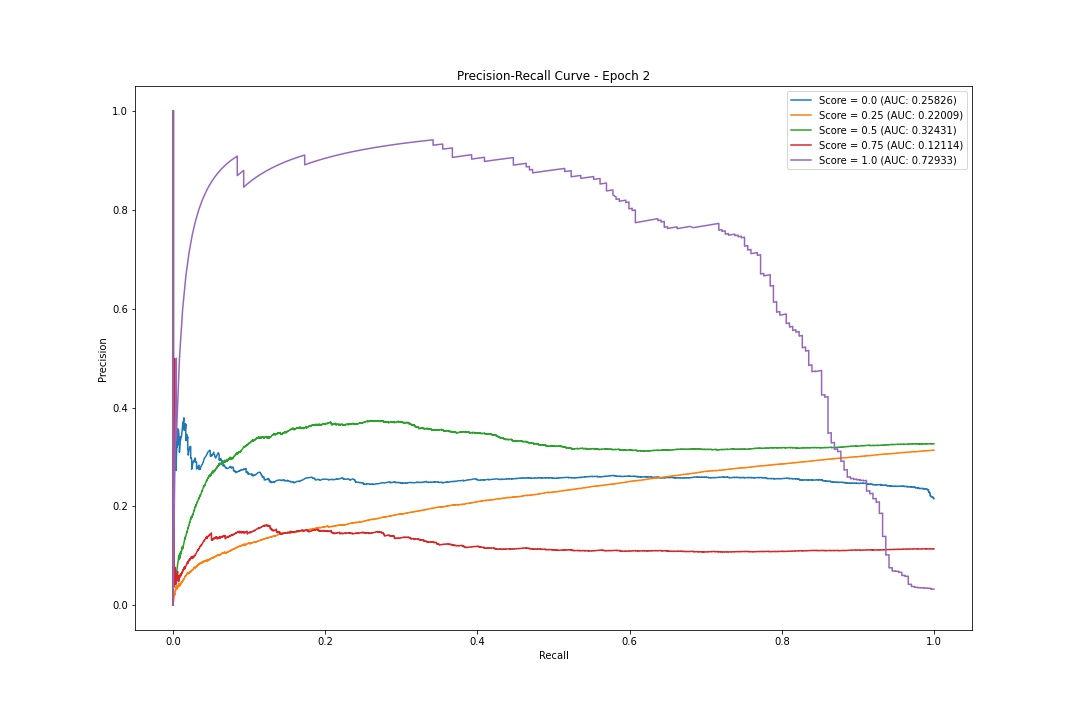 Precision-Recall Curve - Epoch 2
Score = 0.0 (AUC: 0.25826)
Score = 0.25 (AUC: 0.22009)
Score = 0.5 (AUC: 0.32431)
Score = 0.75 (AUC: 0.12114)
Score = 1.0 (AUC: 0.72933)
1.0
0.8
0.6
0.4
0.2
0.0
Precision
0.0 0.2 0.4 0.6 0.8 1.0
Recall